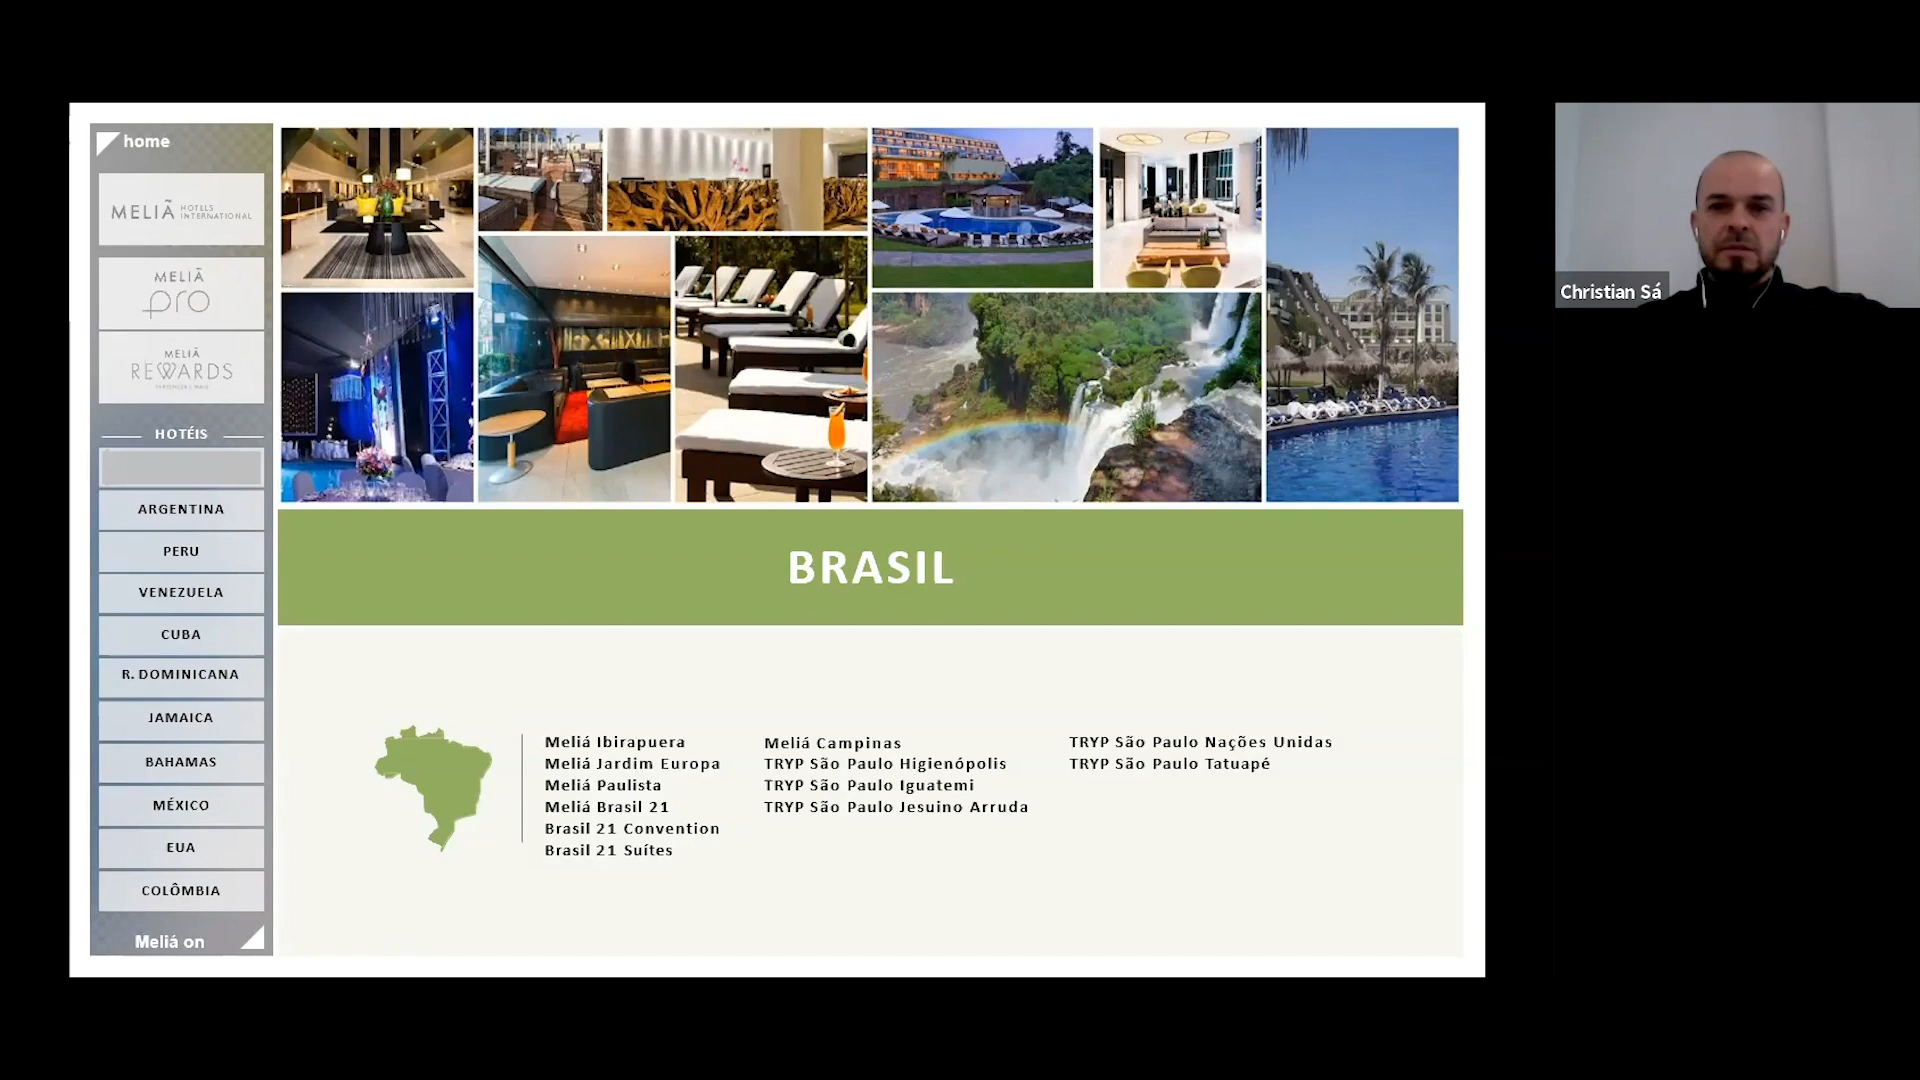 home
MELIÃ HOTELS INTERNATIONAL
MELIÃ
pro
MELIÃ
REWARDS
HOTÉIS
ARGENTINA
PERU
VENEZUELA
CUBA
R. DOMINICANA
JAMAICA
BAHAMAS
MÉXICO
EUA
COLÔMBIA
Meliá on
BRASIL
Meliá Ibirapuera
Meliá Jardim Europa
Meliá Paulista
Meliá Brasil 21
Brasil 21 Convention
Brasil 21 Suítes
Meliá Campinas
TRYP São Paulo Higienópolis
TRYP São Paulo Iguatemi
TRYP São Paulo Jesuino Arruda
TRYP São Paulo Nações Unidas
TRYP São Paulo Tatuapé
Christian Sá